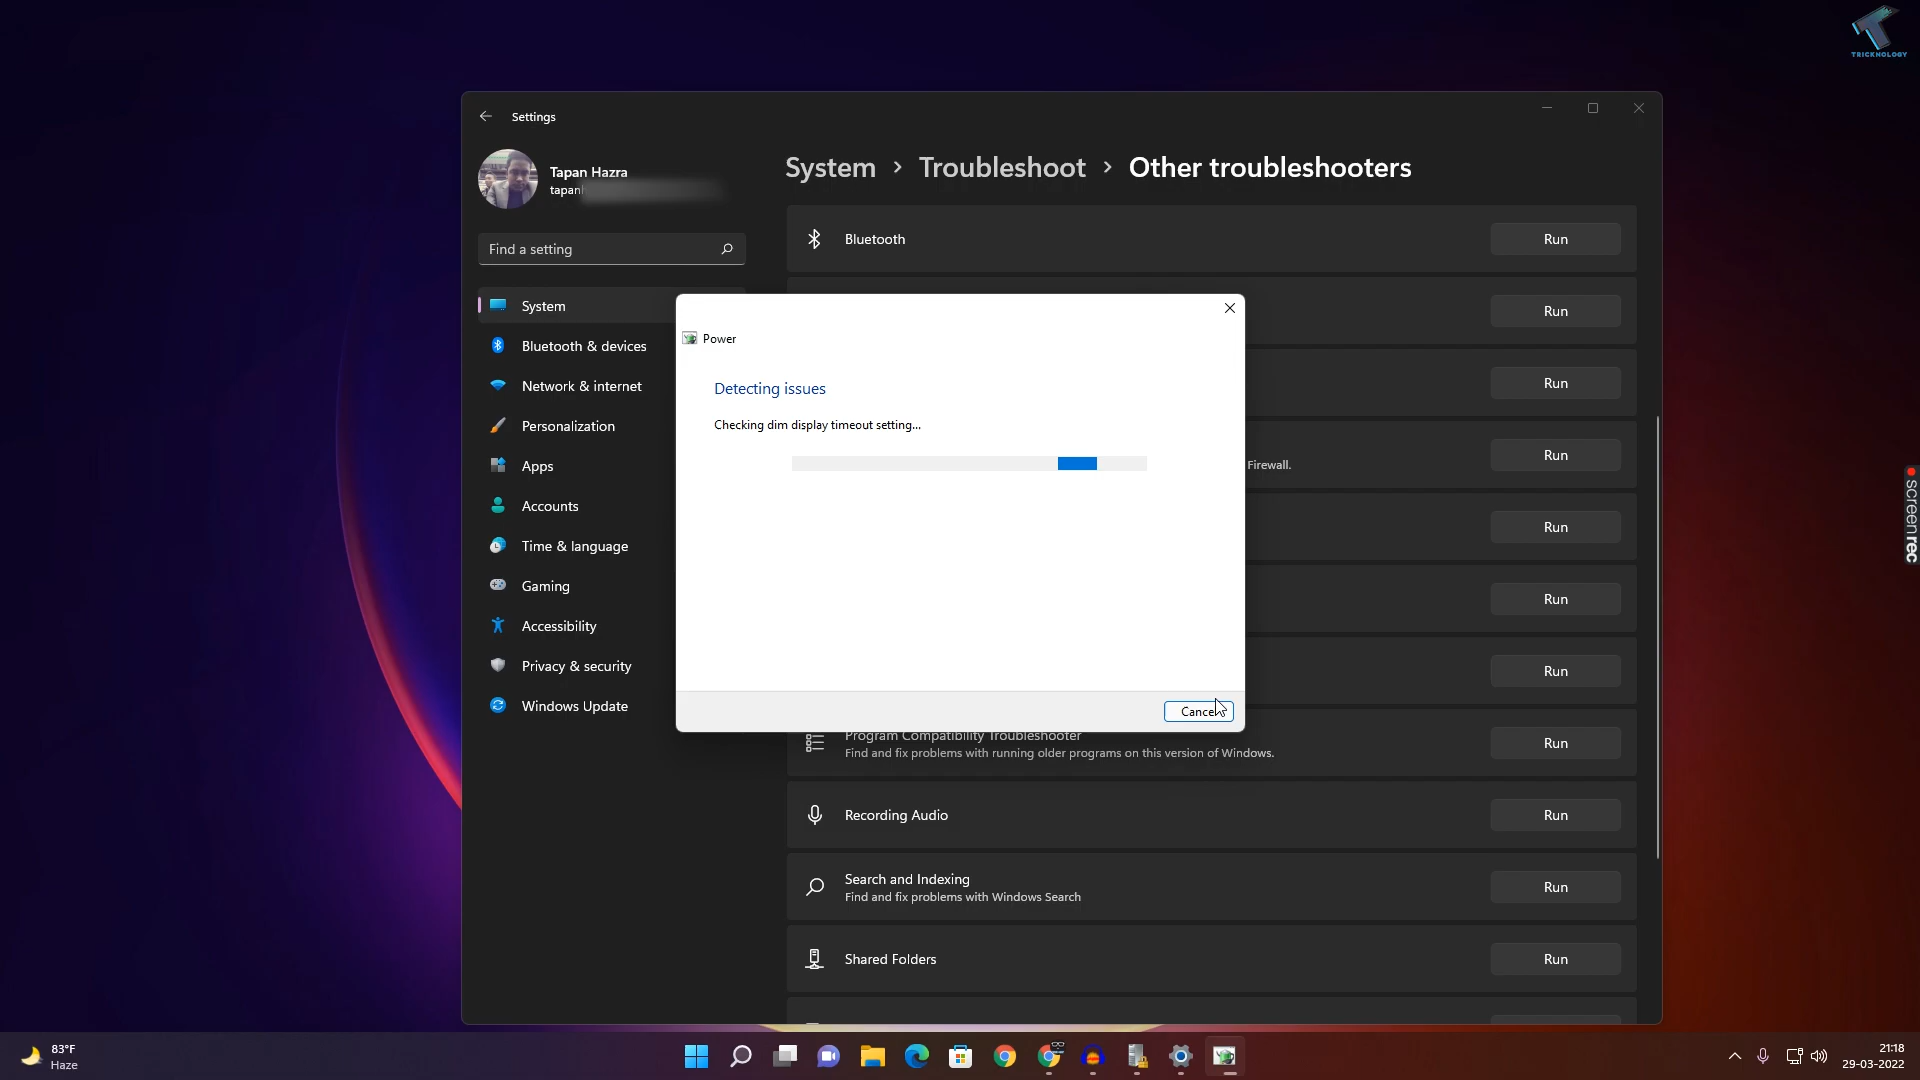 TRICKNOLOGY
Settings
Tapan Hazra
tapan
Find a setting
System
Bluetooth & devices
Network & internet
Personalization
Apps
Accounts
Time & language
Gaming
Accessibility
Privacy & security
Windows Update
System > Troubleshoot > Other troubleshooters
Bluetooth
Run
Run
Run
Firewall.
Run
Run
Run
Run
Power
Detecting issues
Checking dim display timeout setting...
Cancel
Program Compatibility Troubleshooter
Find and fix problems with running older programs on this version of Windows.
Run
Recording Audio
Run
Search and Indexing
Find and fix problems with Windows Search
Run
Shared Folders
Run
screenrec
83°F
Haze
21:18
29-03-2022